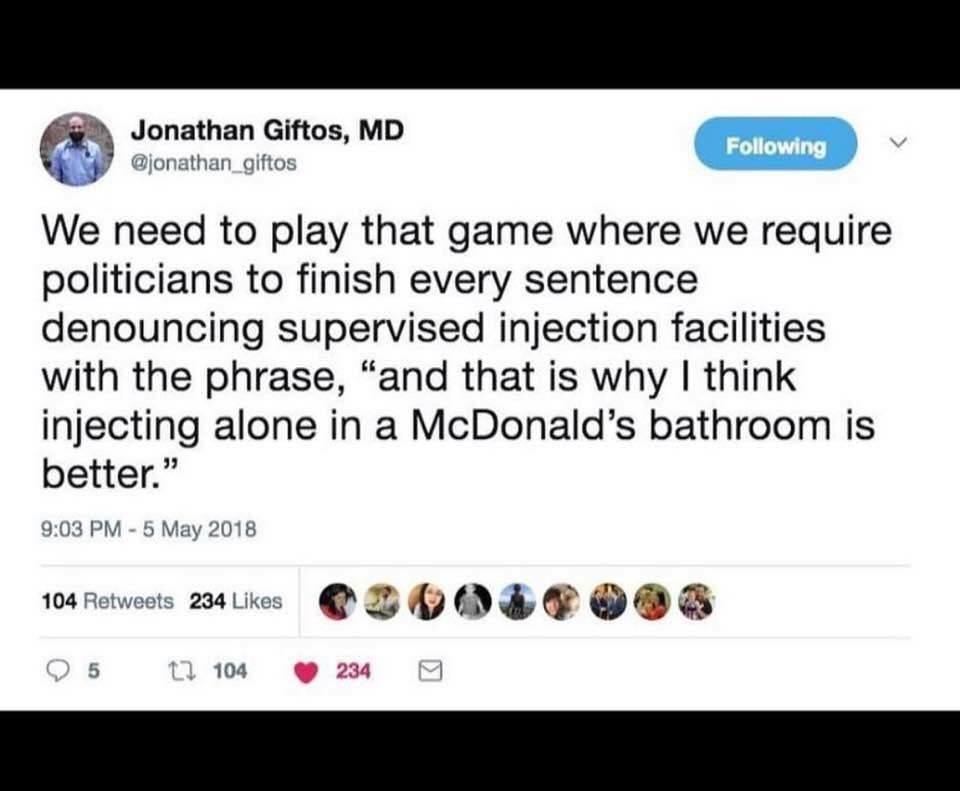 Jonathan Giftos, MD
@jonathan_giftos
Following
We need to play that game where we require
politicians to finish every sentence
denouncing supervised injection facilities
with the phrase, “and that is why I think
injecting alone in a McDonald’s bathroom is
better.”
9:03 PM - 5 May 2018
104 Retweets 234 Likes
5 104 234